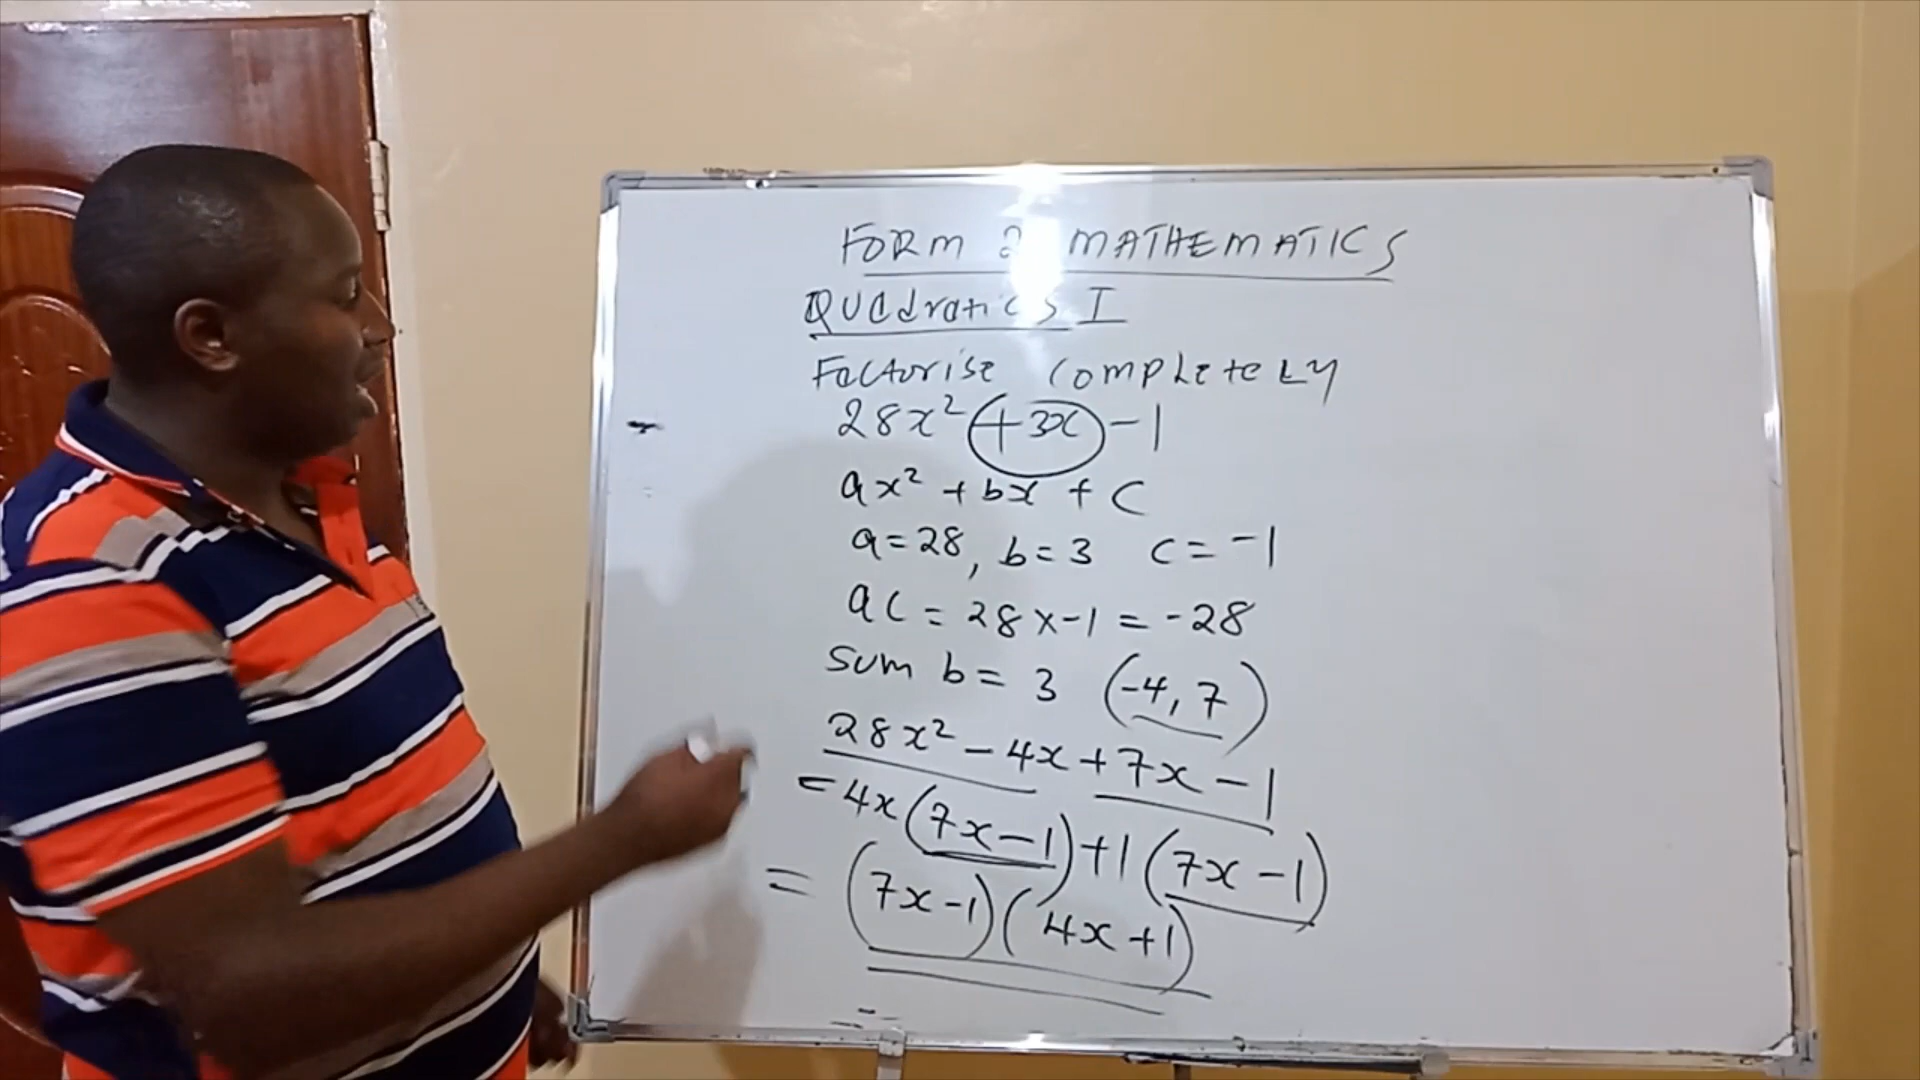 FORM 2 MATHEMATICS
Quadratics I
Factorise completely
28x² +3x -1
ax² + bx + c
a=28, b=3 c=-1
ac = 28x-1 = -28
sum b = 3 (-4, 7)
28x² - 4x + 7x - 1
=4x(7x-1)+1(7x-1)
= (7x-1)(4x+1)